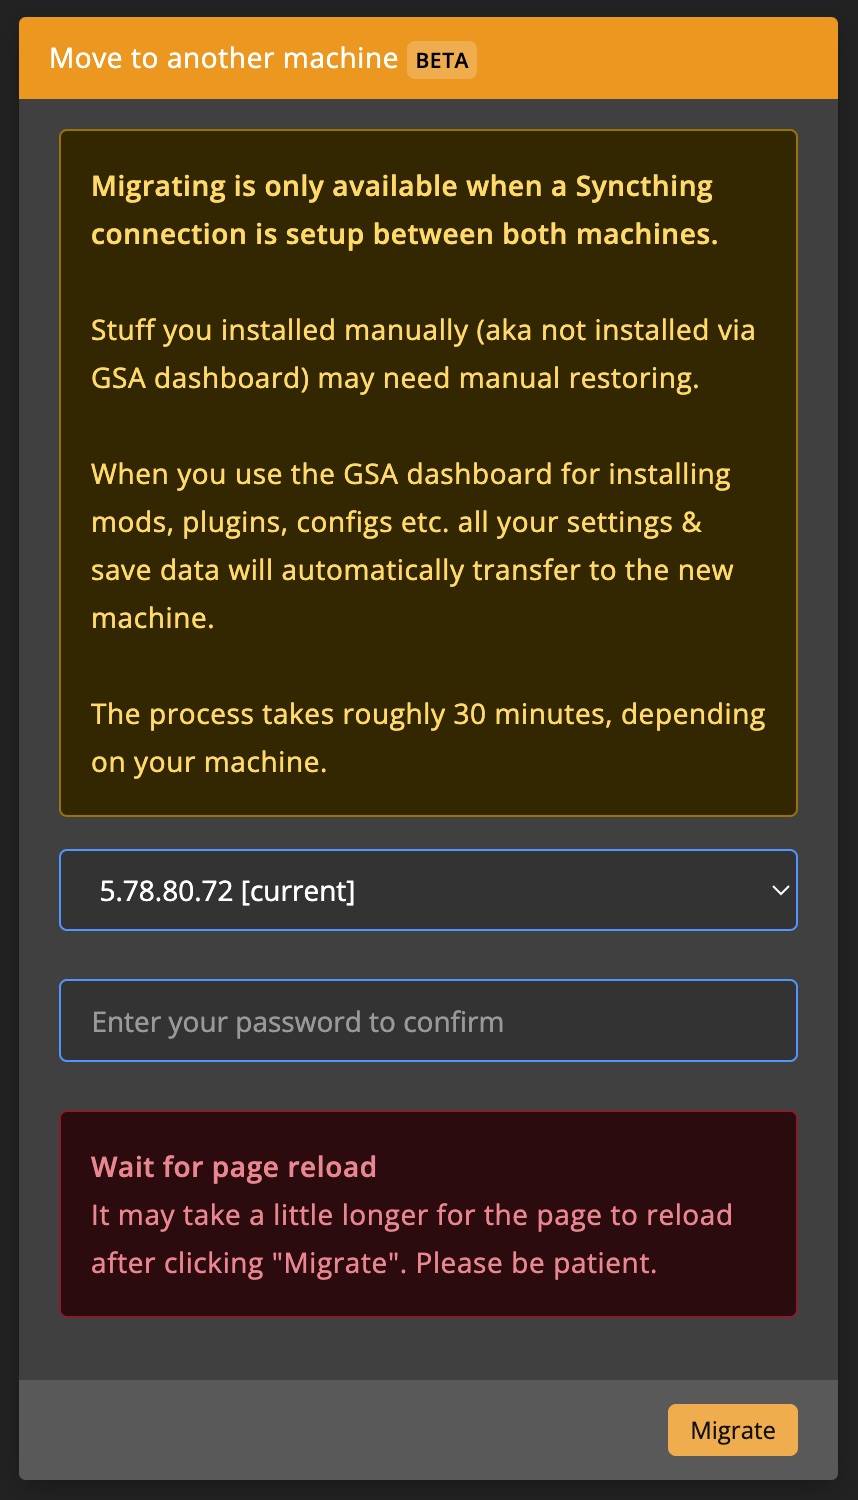 Move to another machine BETA
Migrating is only available when a Syncthing
connection is setup between both machines.
Stuff you installed manually (aka not installed via
GSA dashboard) may need manual restoring.
When you use the GSA dashboard for installing
mods, plugins, configs etc. all your settings &
save data will automatically transfer to the new
machine.
The process takes roughly 30 minutes, depending
on your machine.
5.78.80.72 [current]
Enter your password to confirm
Wait for page reload
It may take a little longer for the page to reload
after clicking "Migrate". Please be patient.
Migrate